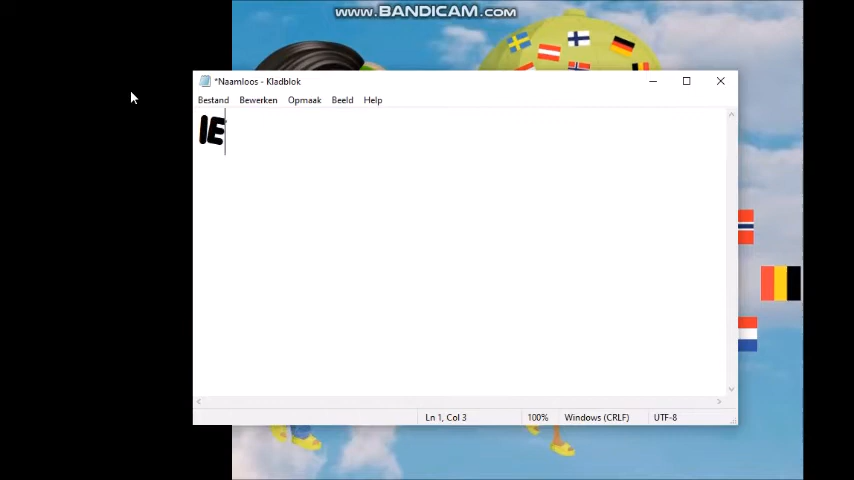 www.BANDICAM.com
*Naamloos - Kladblok
Bestand Bewerken Opmaak Beeld Help
IE
Ln 1, Col 3 100% Windows (CRLF) UTF-8